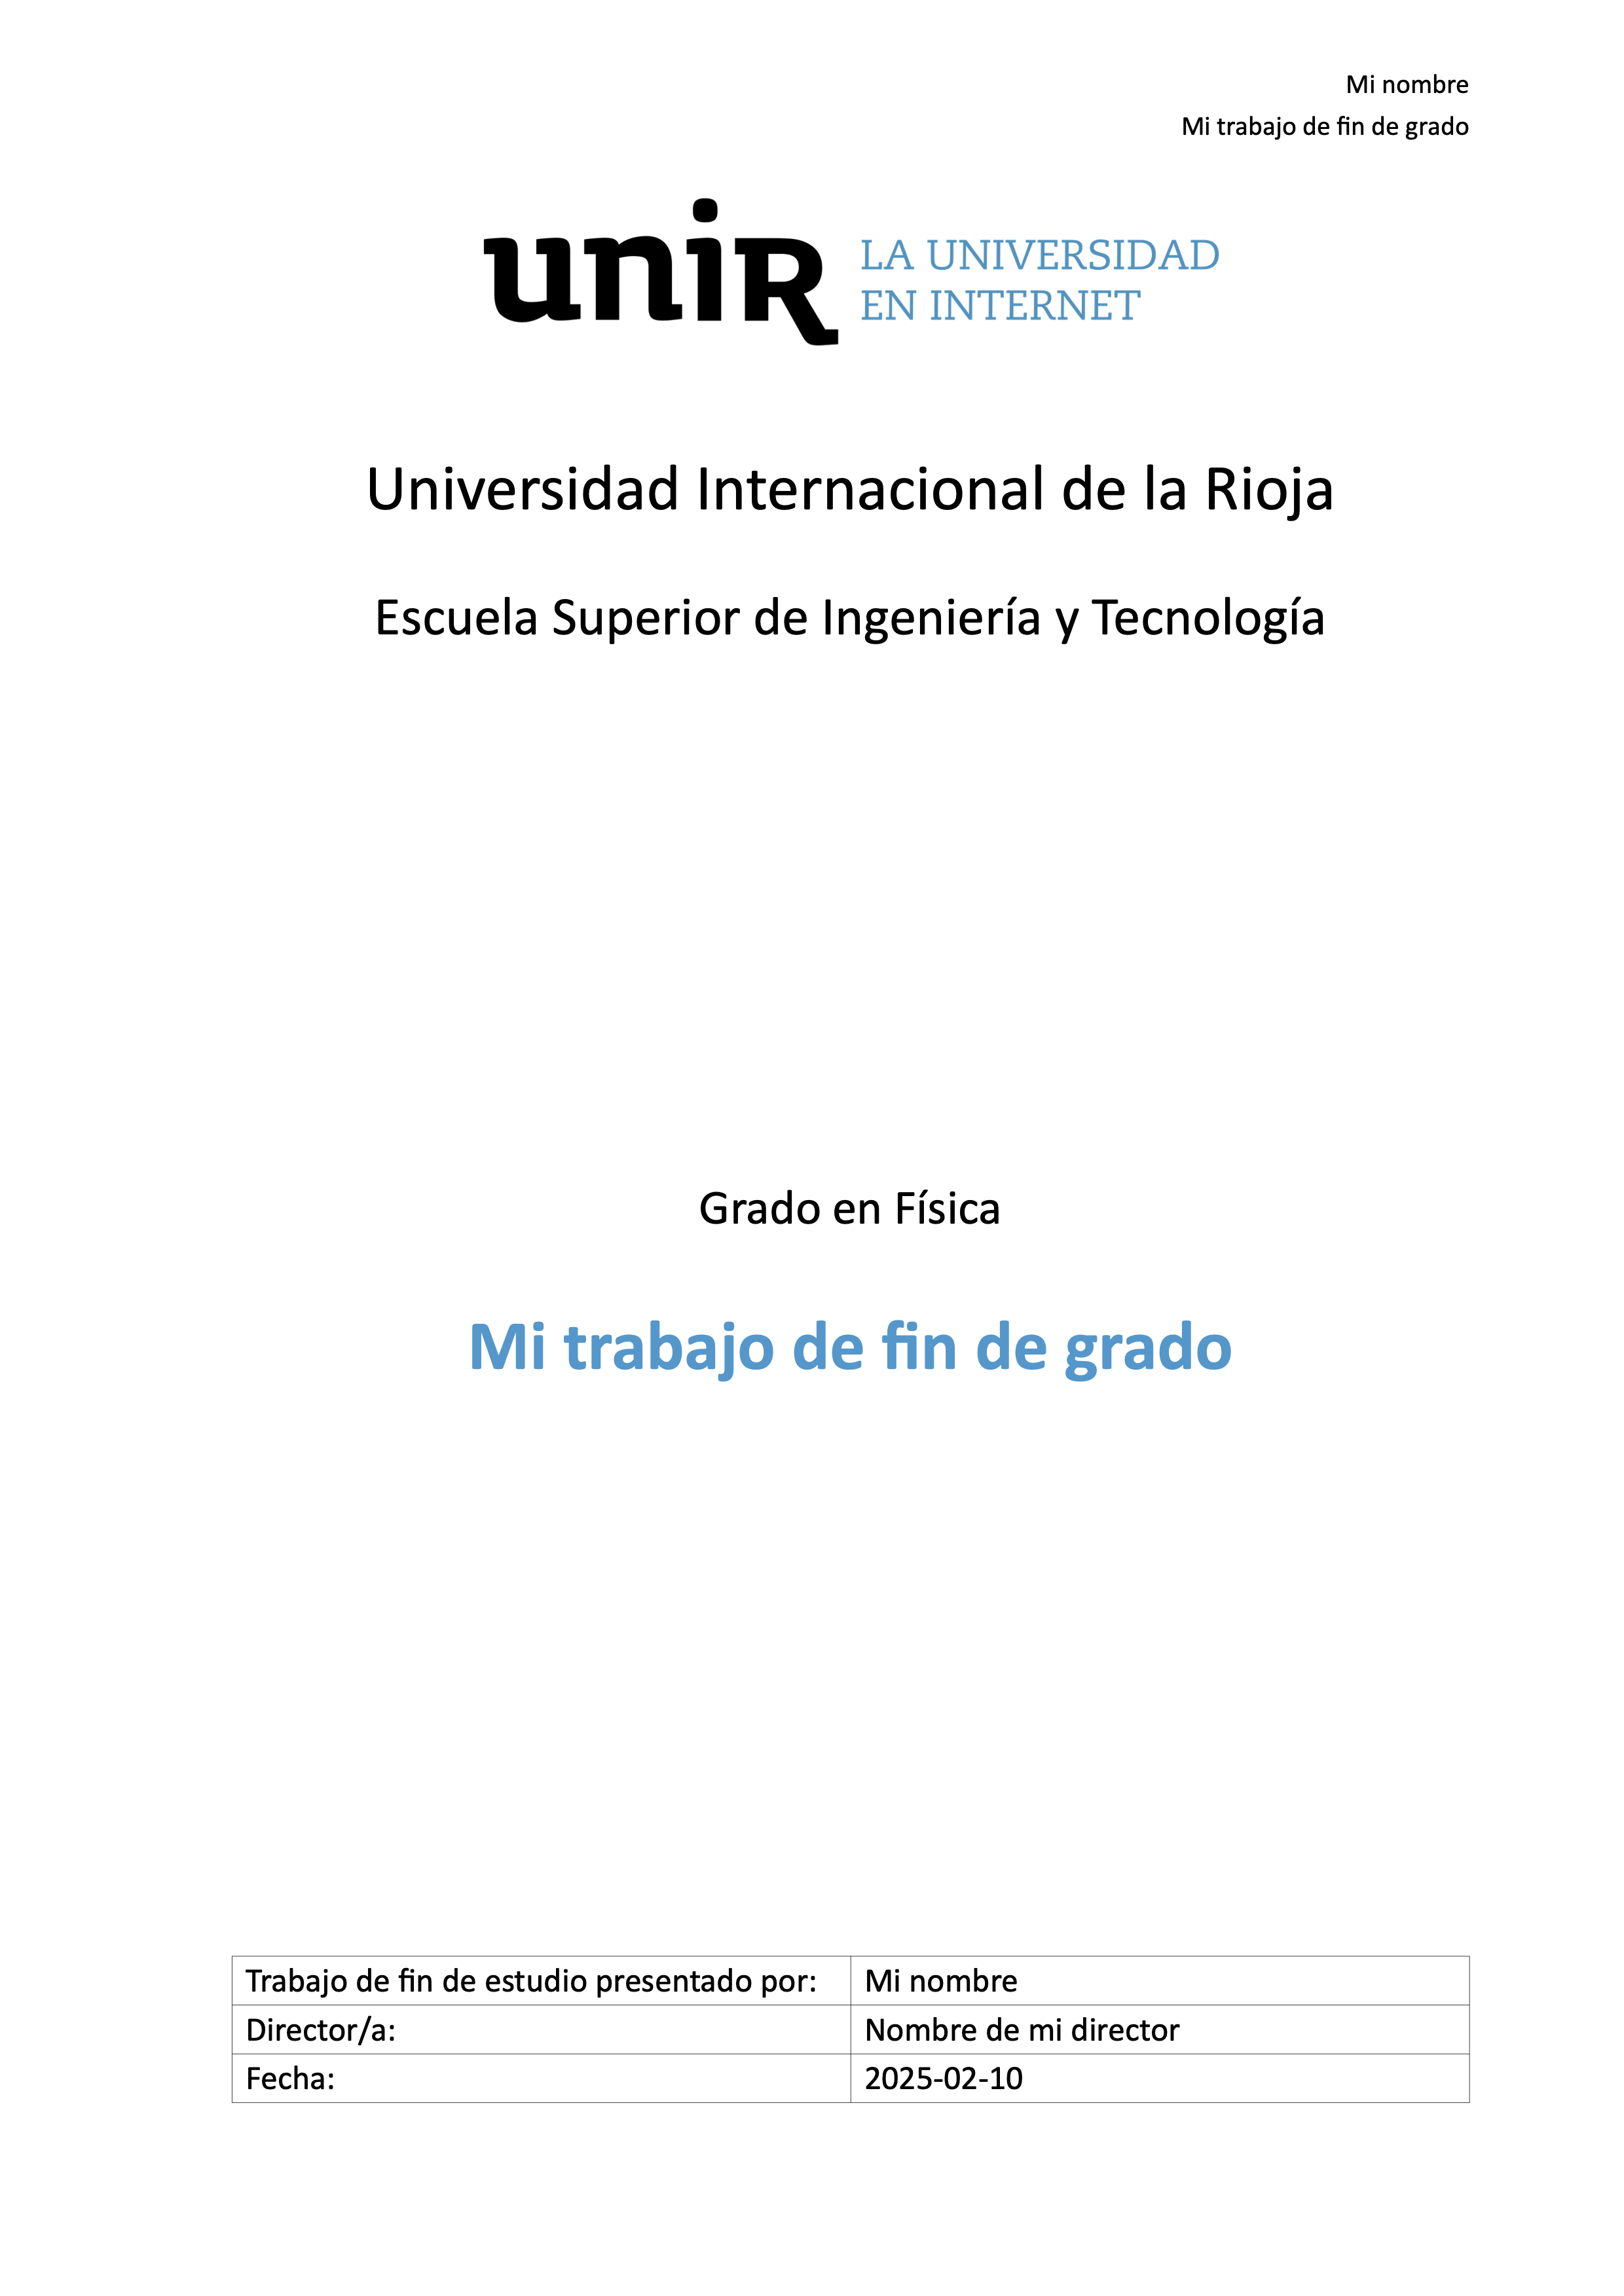 Mi nombre
Mi trabajo de fin de grado
uniR LA UNIVERSIDAD
EN INTERNET
Universidad Internacional de la Rioja
Escuela Superior de Ingeniería y Tecnología
Grado en Física
Mi trabajo de fin de grado
Trabajo de fin de estudio presentado por: Mi nombre
Director/a: Nombre de mi director
Fecha: 2025-02-10